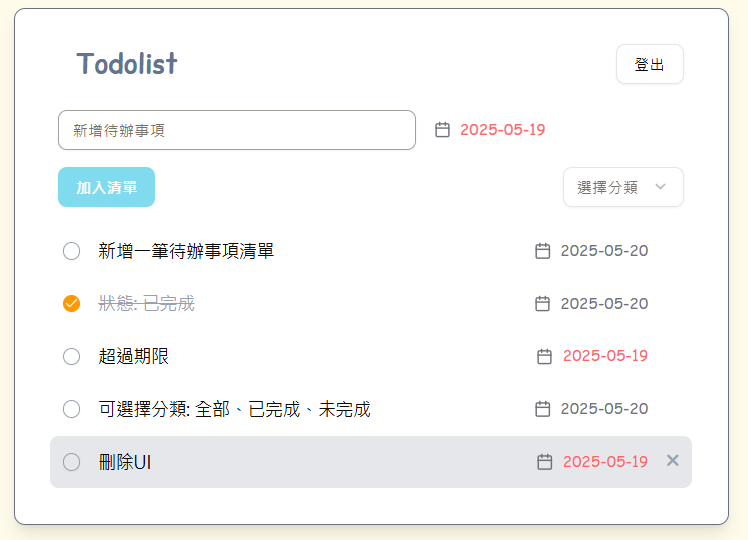 Todolist
登出
新增待辦事項
2025-05-19
加入清單
選擇分類
新增一筆待辦事項清單 2025-05-20
狀態: 已完成 2025-05-20
超過期限 2025-05-19
可選擇分類: 全部、已完成、未完成 2025-05-20
刪除UI 2025-05-19